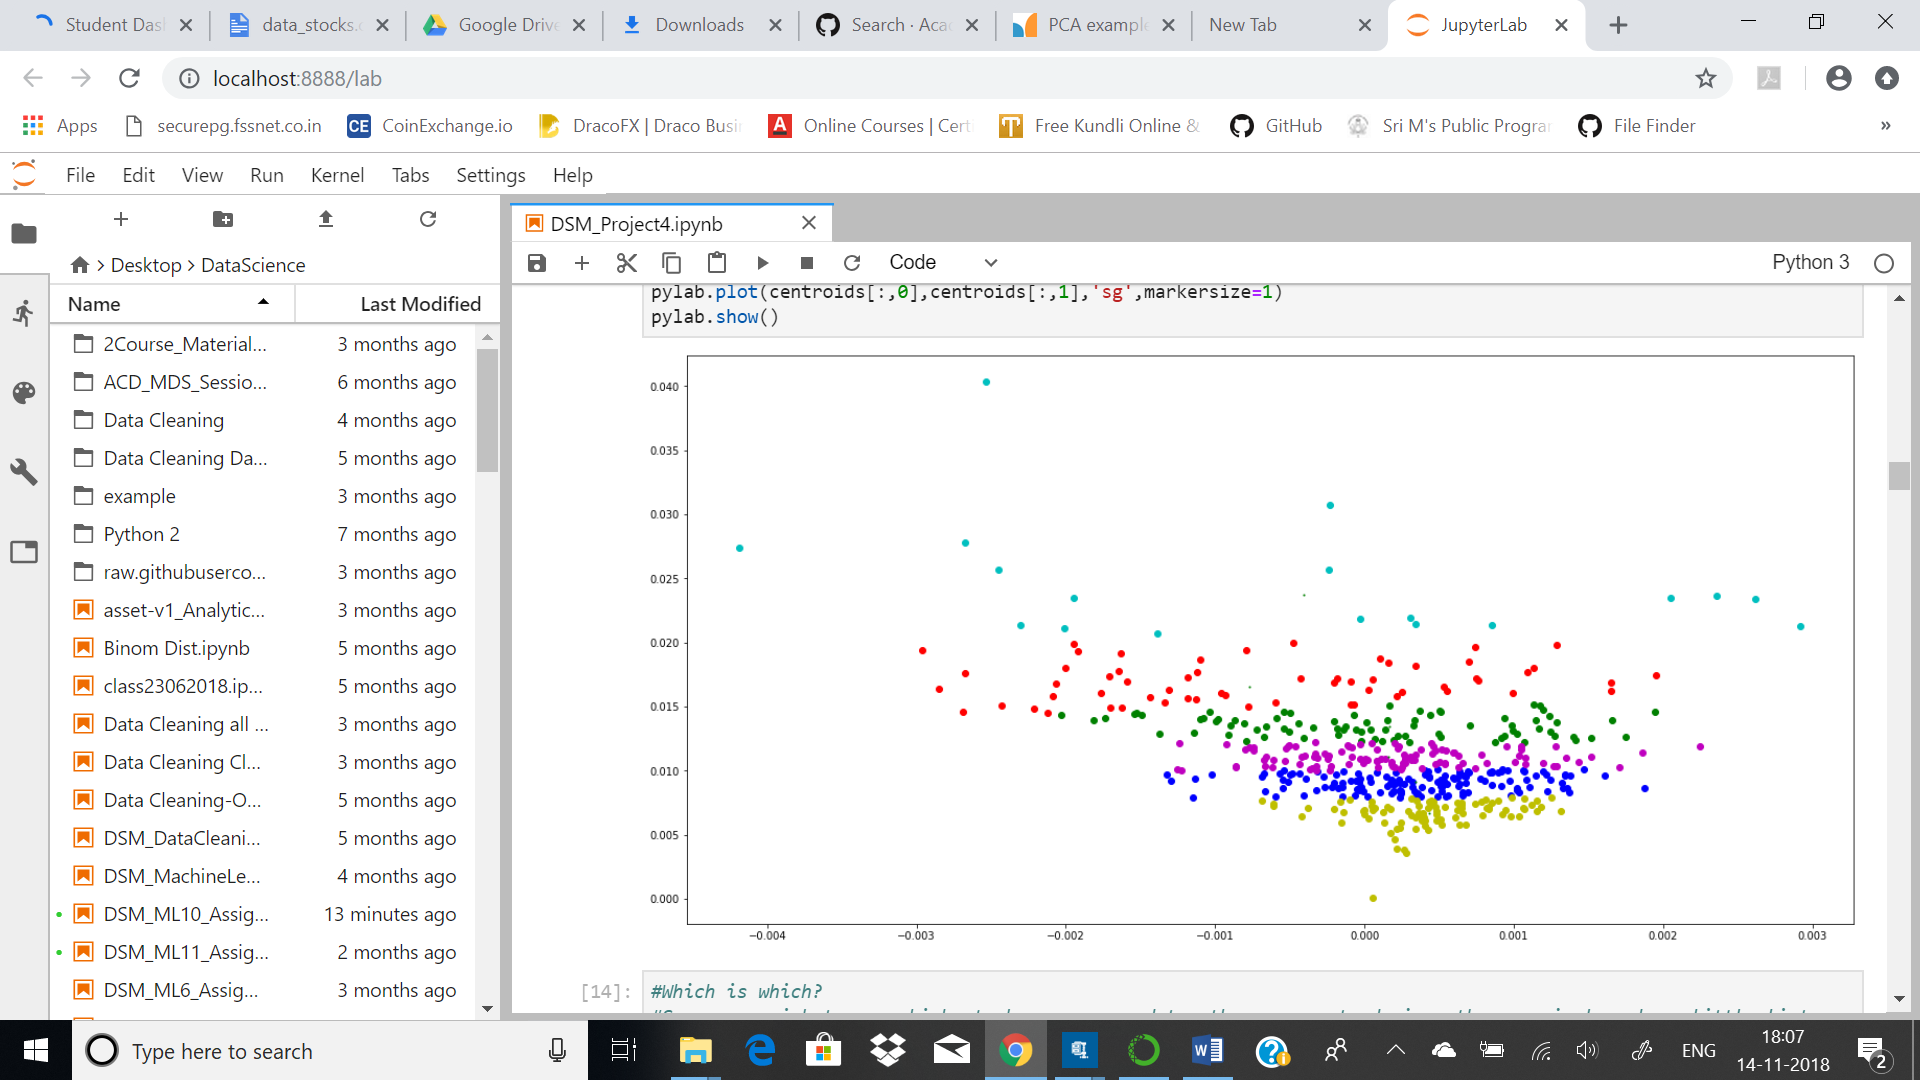 Student Das
data_stocks.c
Google Drive
Downloads
Search · Aca
PCA example
New Tab
JupyterLab
localhost:8888/lab
Apps
securepg.fssnet.co.in
CE CoinExchange.io
DracoFX | Draco Busi
A Online Courses | Cert
Free Kundli Online &
GitHub
Sri M's Public Program
File Finder
»
File Edit View Run Kernel Tabs Settings Help
DSM_Project4.ipynb
Desktop > DataScience
Code
Python 3
Name Last Modified
2Course_Material... 3 months ago
ACD_MDS_Sessio... 6 months ago
Data Cleaning 4 months ago
Data Cleaning Da... 5 months ago
example 3 months ago
Python 2 7 months ago
raw.githubuserco... 3 months ago
asset-v1_Analytic... 3 months ago
Binom Dist.ipynb 5 months ago
class23062018.ip... 5 months ago
Data Cleaning all ... 3 months ago
Data Cleaning Cl... 3 months ago
Data Cleaning-O... 5 months ago
DSM_DataCleani... 5 months ago
DSM_MachineLe... 4 months ago
DSM_ML10_Assig... 13 minutes ago
DSM_ML11_Assig... 2 months ago
DSM_ML6_Assig... 3 months ago
pylab.plot(centroids[:,0],centroids[:,1],'sg',markersize=1)
pylab.show()
0.040
0.035
0.030
0.025
0.020
0.015
0.010
0.005
0.000
−0.004 −0.003 −0.002 −0.001 0.000 0.001 0.002 0.003
[14]: #Which is which?
Type here to search
ENG
18:07
14-11-2018
2